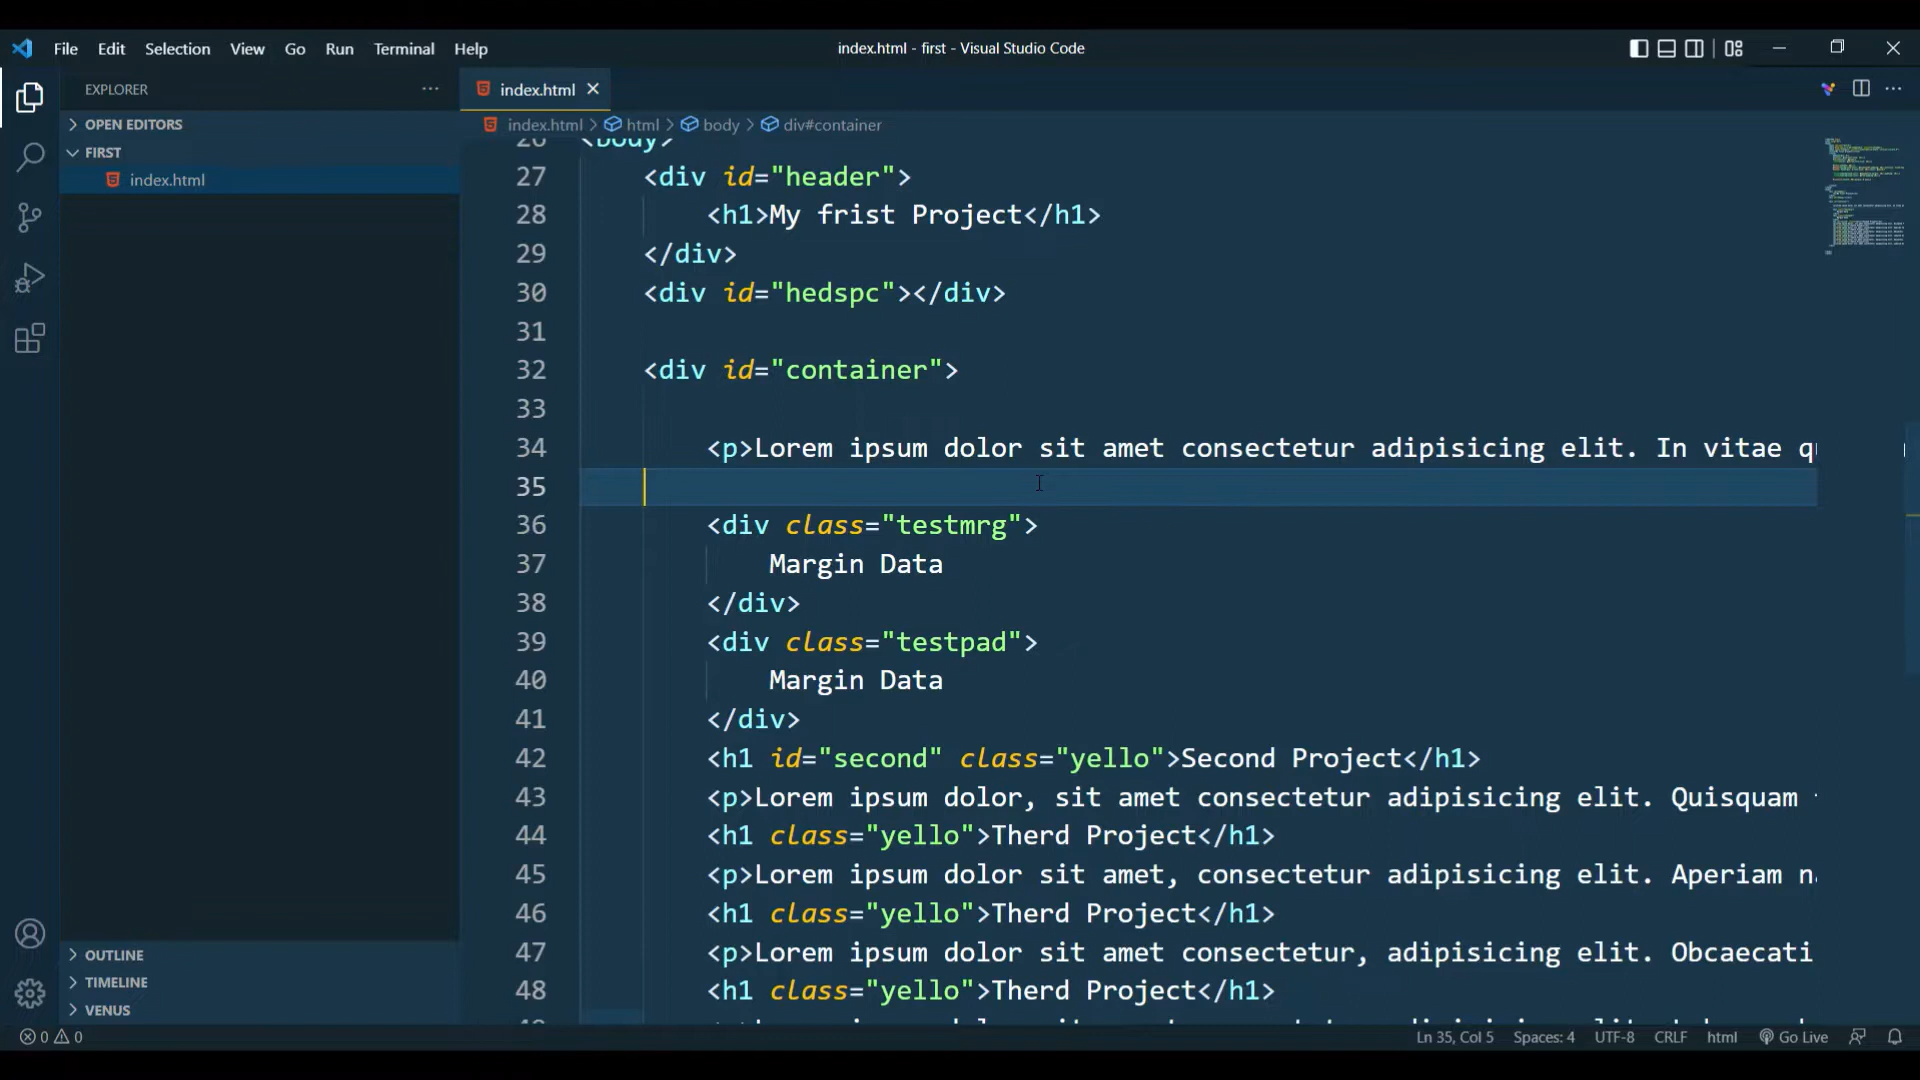 File Edit Selection View Go Run Terminal Help
index.html - first - Visual Studio Code
EXPLORER
index.html
OPEN EDITORS
FIRST
index.html
index.html > html > body > div#container
26 <body>
27 <div id="header">
28 <h1>My frist Project</h1>
29 </div>
30 <div id="hedspc"></div>
31
32 <div id="container">
33
34 <p>Lorem ipsum dolor sit amet consectetur adipisicing elit. In vitae
35
36 <div class="testmrg">
37 Margin Data
38 </div>
39 <div class="testpad">
40 Margin Data
41 </div>
42 <h1 id="second" class="yello">Second Project</h1>
43 <p>Lorem ipsum dolor, sit amet consectetur adipisicing elit. Quisquam
44 <h1 class="yello">Therd Project</h1>
45 <p>Lorem ipsum dolor sit amet, consectetur adipisicing elit. Aperiam
46 <h1 class="yello">Therd Project</h1>
47 <p>Lorem ipsum dolor sit amet consectetur, adipisicing elit. Obcaecati
48 <h1 class="yello">Therd Project</h1>
OUTLINE
TIMELINE
VENUS
0 0
Ln 35, Col 5 Spaces: 4 UTF-8 CRLF html Go Live